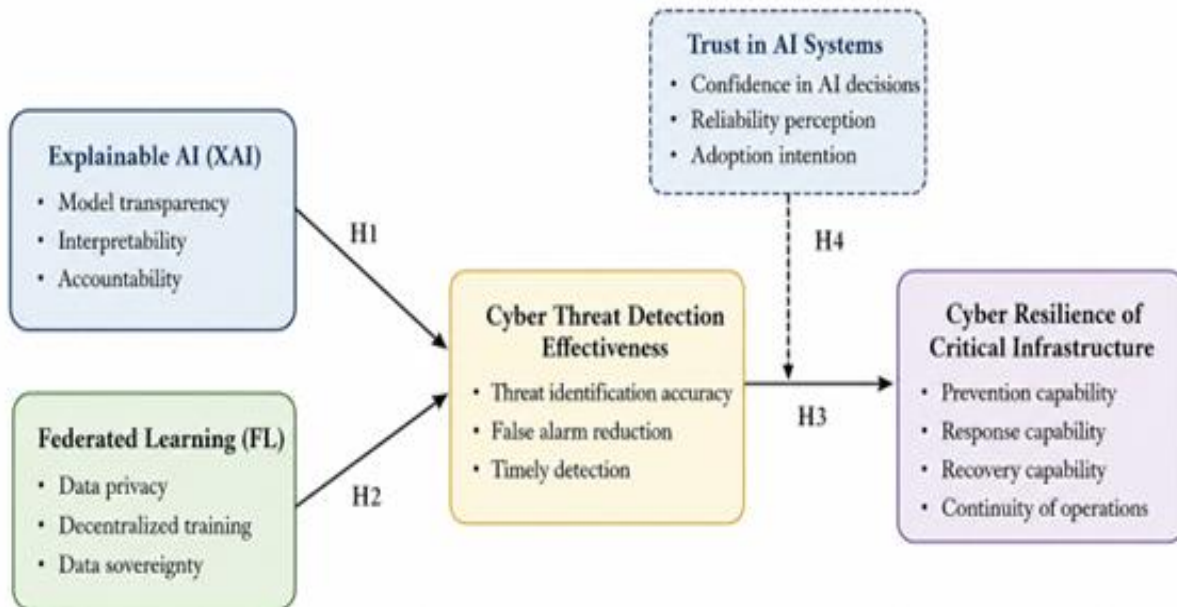 Trust in AI Systems
• Confidence in AI decisions
• Reliability perception
• Adoption intention
Explainable AI (XAI)
• Model transparency
• Interpretability
• Accountability
H1
H4
Cyber Threat Detection
Effectiveness
• Threat identification accuracy
• False alarm reduction
• Timely detection
H3
Cyber Resilience of
Critical Infrastructure
• Prevention capability
• Response capability
• Recovery capability
• Continuity of operations
Federated Learning (FL)
• Data privacy
• Decentralized training
• Data sovereignty
H2